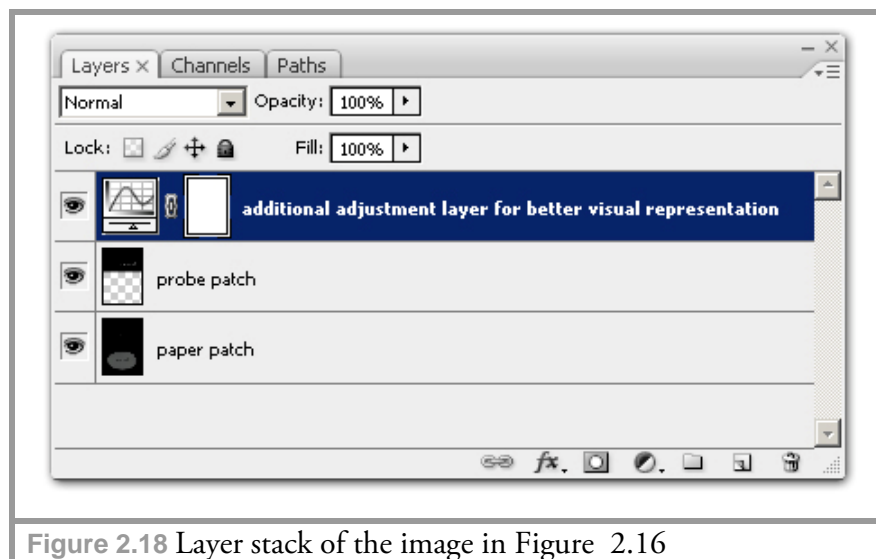 Layers × Channels Paths
Normal Opacity: 100%
Lock: Fill: 100%
additional adjustment layer for better visual representation
probe patch
paper patch
fx.
Figure 2.18 Layer stack of the image in Figure 2.16